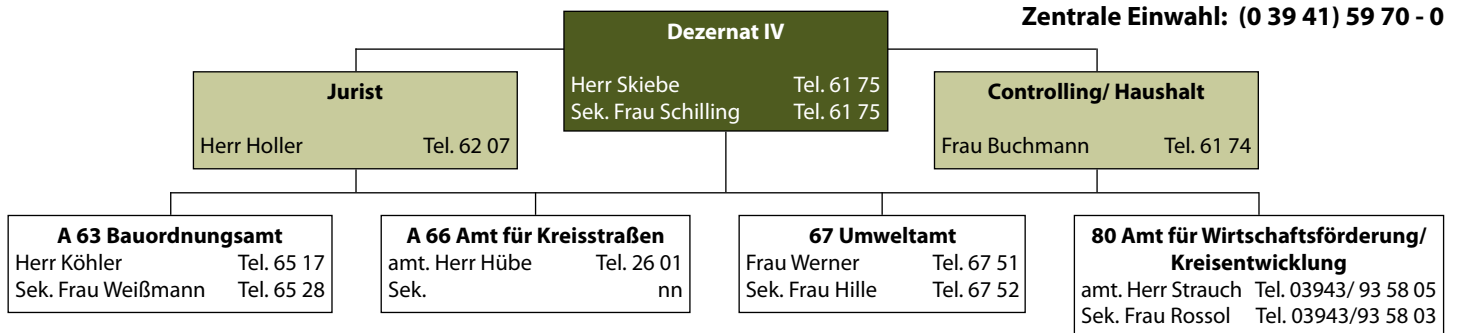 Zentrale Einwahl: (0 39 41) 59 70 - 0
Dezernat IV
Herr Skiebe Tel. 61 75
Sek. Frau Schilling Tel. 61 75
Jurist
Herr Holler Tel. 62 07
Controlling/ Haushalt
Frau Buchmann Tel. 61 74
A 63 Bauordnungsamt
Herr Köhler Tel. 65 17
Sek. Frau Weißmann Tel. 65 28
A 66 Amt für Kreisstraßen
amt. Herr Hübe Tel. 26 01
Sek. nn
67 Umweltamt
Frau Werner Tel. 67 51
Sek. Frau Hille Tel. 67 52
80 Amt für Wirtschaftsförderung/
Kreisentwicklung
amt. Herr Strauch Tel. 03943/ 93 58 05
Sek. Frau Rossol Tel. 03943/93 58 03